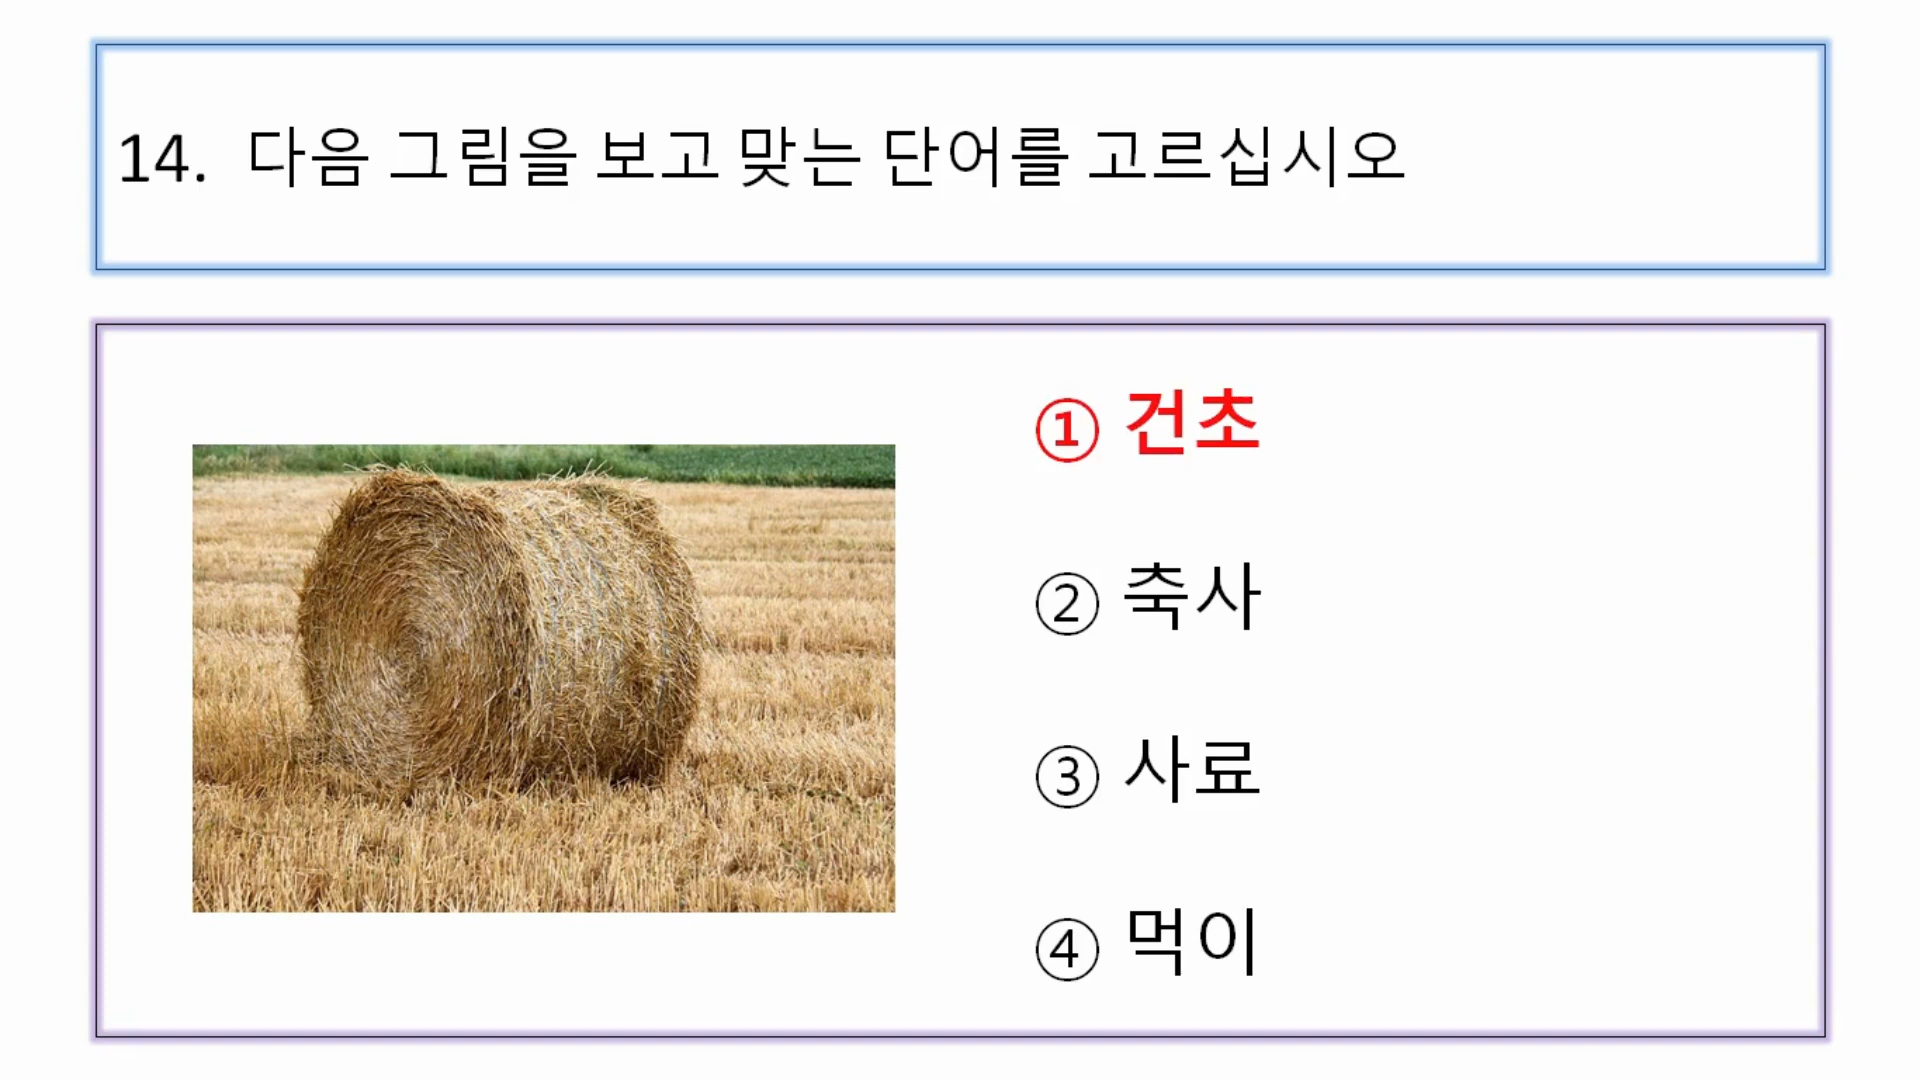 14. 다음 그림을 보고 맞는 단어를 고르십시오
① 건초
② 축사
③ 사료
④ 먹이